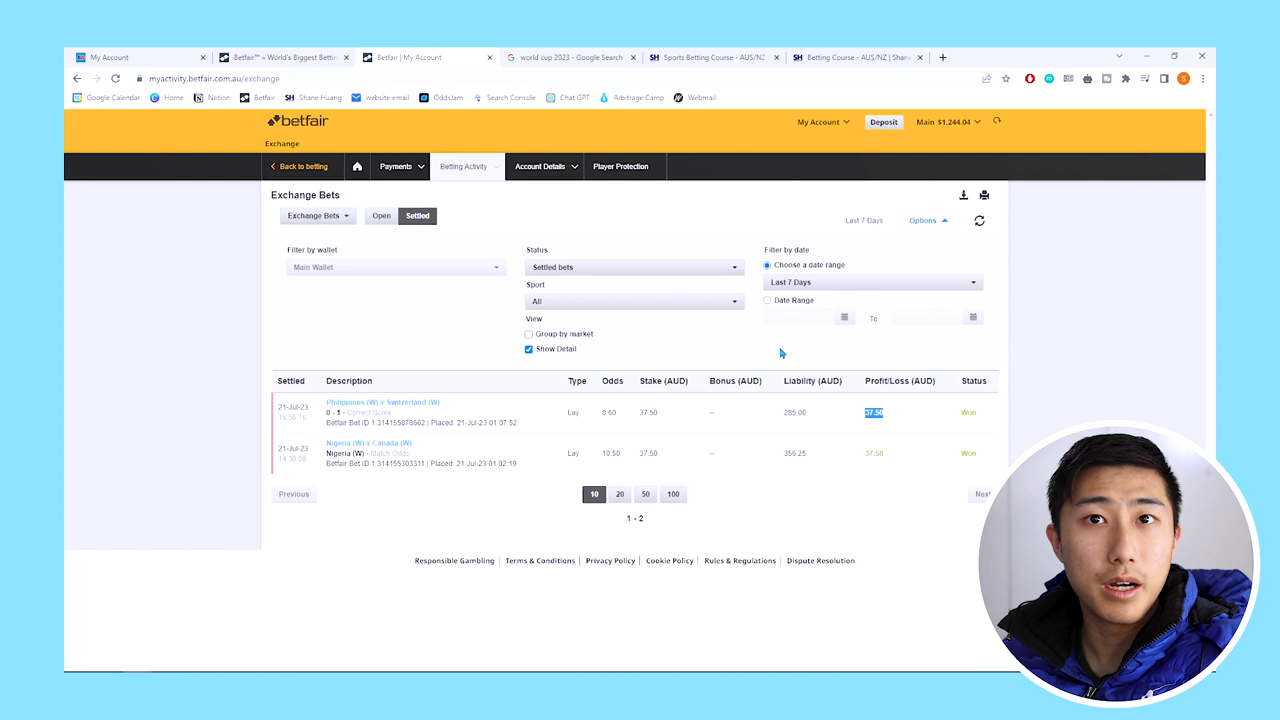 My Account
Betfair™ » World's Biggest Bettin
Betfair | My Account
world cup 2023 - Google Search
Sports Betting Course - AUS/NZ
Betting Course - AUS/NZ | Shan
myactivity.betfair.com.au/exchange
S
Google Calendar
Home
Notion
Betfair
SH Shane Huang
website email
OddsJam
Search Console
Chat GPT
Arbitrage Camp
Webmail
betfair
My Account
Deposit
Main $1,244.04
Exchange
Back to betting
Payments
Betting Activity
Account Details
Player Protection
Exchange Bets
Exchange Bets
Open
Settled
Last 7 Days
Options
Filter by wallet
Main Wallet
Status
Settled bets
Sport
All
View
Group by market
Show Detail
Filter by date
Choose a date range
Last 7 Days
Date Range
To
Settled Description Type Odds Stake (AUD) Bonus (AUD) Liability (AUD) Profit/Loss (AUD) Status
Philippines (W) v Switzerland (W)
21-Jul-23 0 - 1 - Correct Score Lay 8.60 37.50 -- 285.00 37.50 Won
Betfair Bet ID 1:314155878662 | Placed: 21-Jul-23 01:07:52
Nigeria (W) v Canada (W)
21-Jul-23 Nigeria (W) - Match Odds Lay 10.50 37.50 -- 356.25 37.50 Won
14:30:08
Betfair Bet ID 1:314155303311 | Placed: 21-Jul-23 01:02:19
Previous
10 20 50 100
Next
1 - 2
Responsible Gambling | Terms & Conditions | Privacy Policy | Cookie Policy | Rules & Regulations | Dispute Resolution